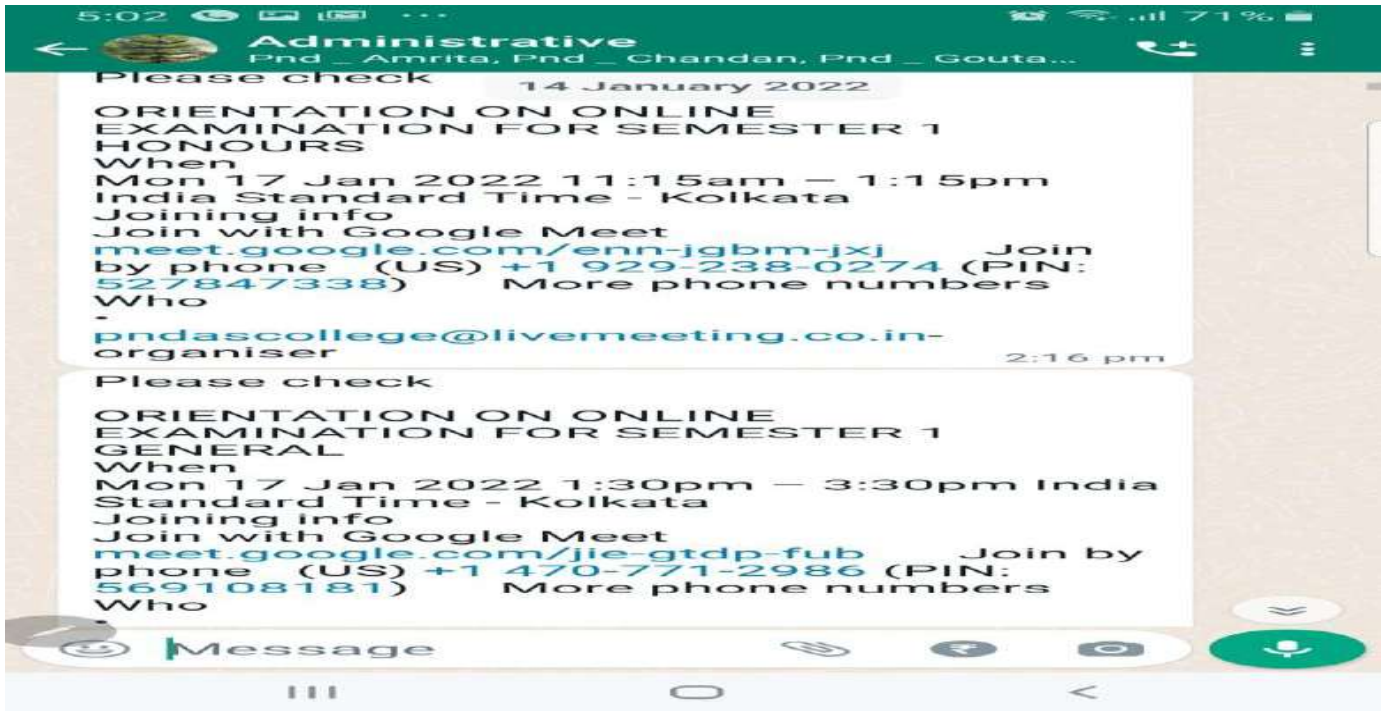 5:02 ... 71%
Administrative
Pnd _ Amrita, Pnd _ Chandan, Pnd _ Gouta...
Please check
14 January 2022
ORIENTATION ON ONLINE
EXAMINATION FOR SEMESTER 1
HONOURS
When
Mon 17 Jan 2022 11:15am – 1:15pm
India Standard Time - Kolkata
Joining info
Join with Google Meet
meet.google.com/enn-jgbm-jxj Join
by phone (US) +1 929-238-0274 (PIN:
527847338) More phone numbers
Who
•
pndascollege@livemeeting.co.in-
organiser
2:16 pm
Please check
ORIENTATION ON ONLINE
EXAMINATION FOR SEMESTER 1
GENERAL
When
Mon 17 Jan 2022 1:30pm – 3:30pm India
Standard Time - Kolkata
Joining info
Join with Google Meet
meet.google.com/jie-gtdp-fub Join by
phone (US) +1 470-771-2986 (PIN:
569108181) More phone numbers
Who
•
Message